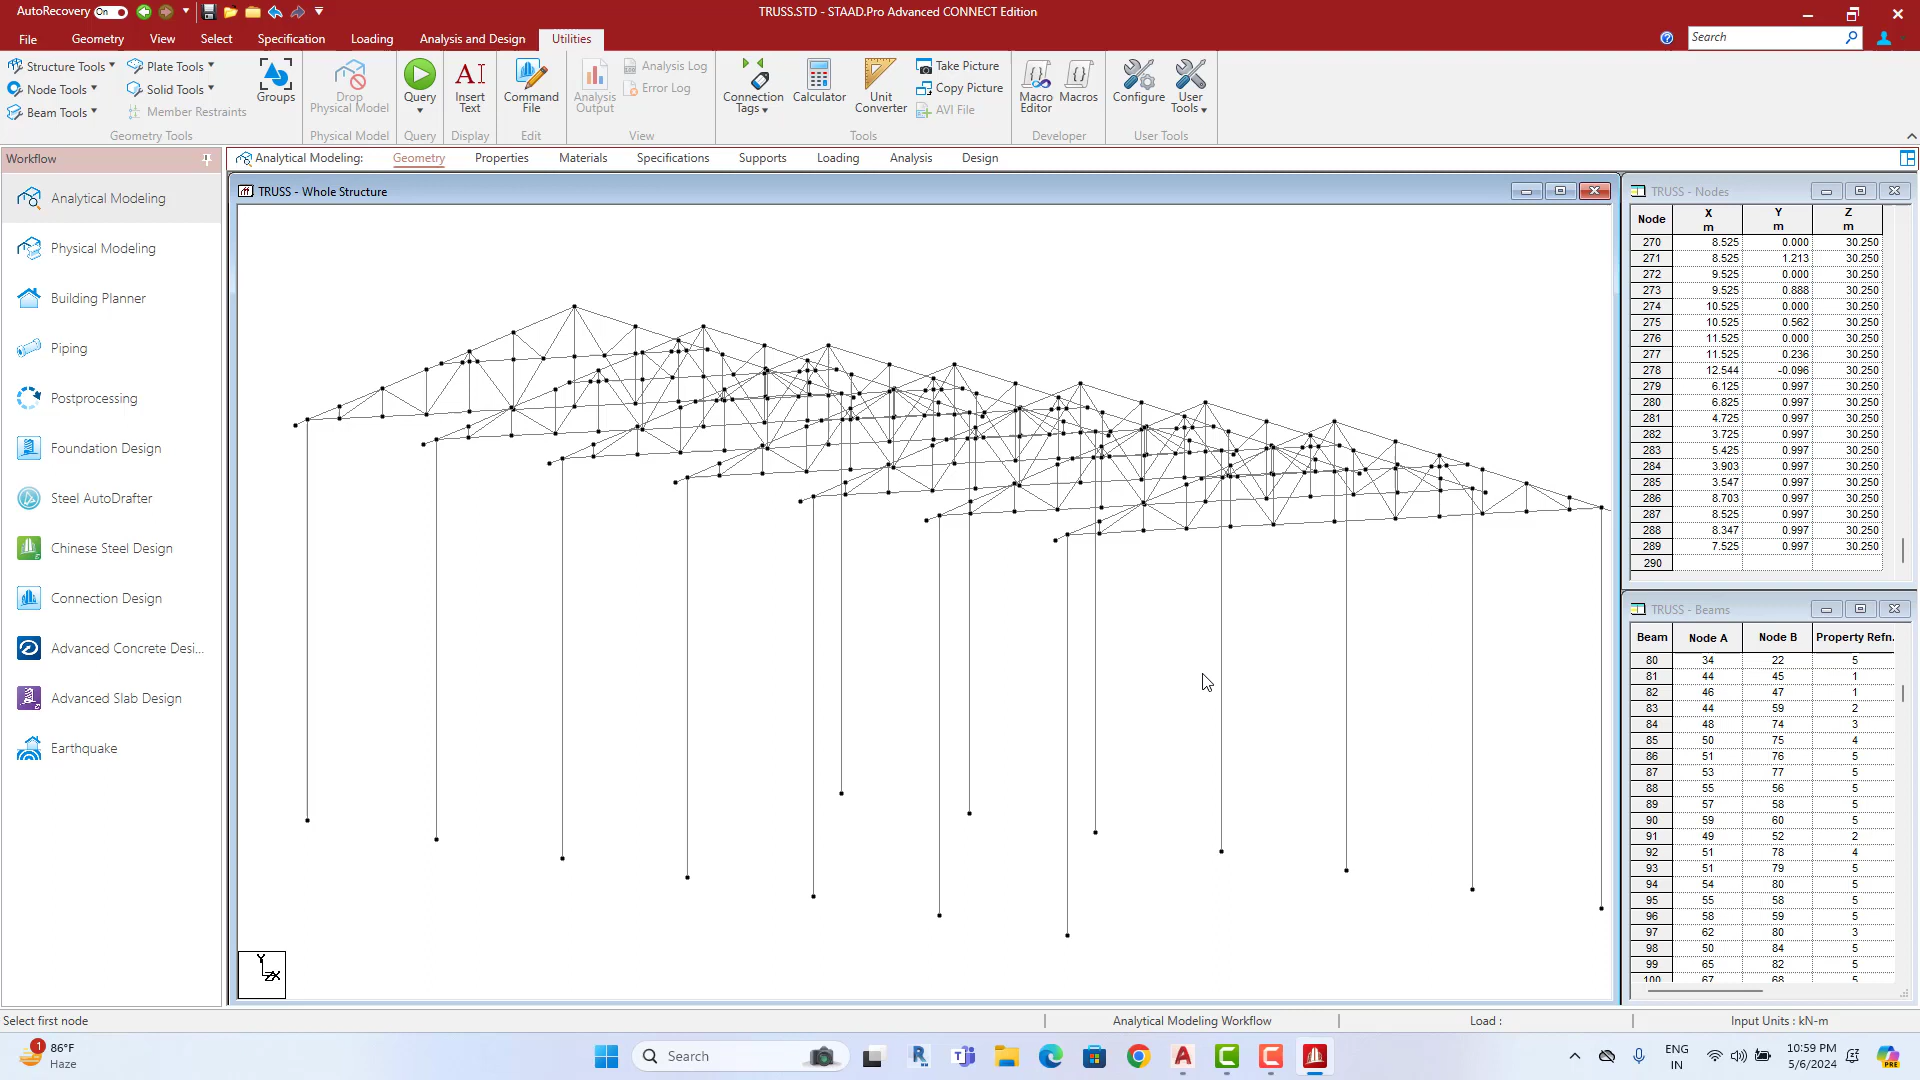 AutoRecovery On
TRUSS.STD - STAAD.Pro Advanced CONNECT Edition
File Geometry View Select Specification Loading Analysis and Design Utilities
Search
Structure Tools Plate Tools
Node Tools Solid Tools
Beam Tools Member Restraints
Geometry Tools
Groups
Drop Physical Model
Physical Model
Query
Query
Insert Text
Display
Command File
Edit
Analysis Output
Analysis Log
Error Log
View
Connection Tags
Calculator
Unit Converter
Take Picture
Copy Picture
AVI File
Tools
Macro Editor
Macros
Developer
Configure
User Tools
User Tools
Workflow
Analytical Modeling
Physical Modeling
Building Planner
Piping
Postprocessing
Foundation Design
Steel AutoDrafter
Chinese Steel Design
Connection Design
Advanced Concrete Desi...
Advanced Slab Design
Earthquake
Analytical Modeling: Geometry Properties Materials Specifications Supports Loading Analysis Design
TRUSS - Whole Structure
Y
ZX
TRUSS - Nodes
Node X m Y m Z m
270 8.525 0.000 30.250
271 8.525 1.213 30.250
272 9.525 0.000 30.250
273 9.525 0.888 30.250
274 10.525 0.000 30.250
275 10.525 0.562 30.250
276 11.525 0.000 30.250
277 11.525 0.236 30.250
278 12.544 -0.096 30.250
279 6.125 0.997 30.250
280 6.825 0.997 30.250
281 4.725 0.997 30.250
282 3.725 0.997 30.250
283 5.425 0.997 30.250
284 3.903 0.997 30.250
285 3.547 0.997 30.250
286 8.703 0.997 30.250
287 8.525 0.997 30.250
288 8.347 0.997 30.250
289 7.525 0.997 30.250
290
TRUSS - Beams
Beam Node A Node B Property Refn.
80 34 22 5
81 44 45 1
82 46 47 1
83 44 59 2
84 48 74 3
85 50 75 4
86 51 76 5
87 53 77 5
88 55 56 5
89 57 58 5
90 59 60 5
91 49 52 2
92 51 78 4
93 51 79 5
94 54 80 5
95 55 58 5
96 58 59 5
97 62 80 3
98 50 84 5
99 65 82 5
100 67 68 5
Select first node
Analytical Modeling Workflow
Load :
Input Units : kN-m
1
86°F
Haze
Search
ENG
IN
10:59 PM
5/6/2024
PRE